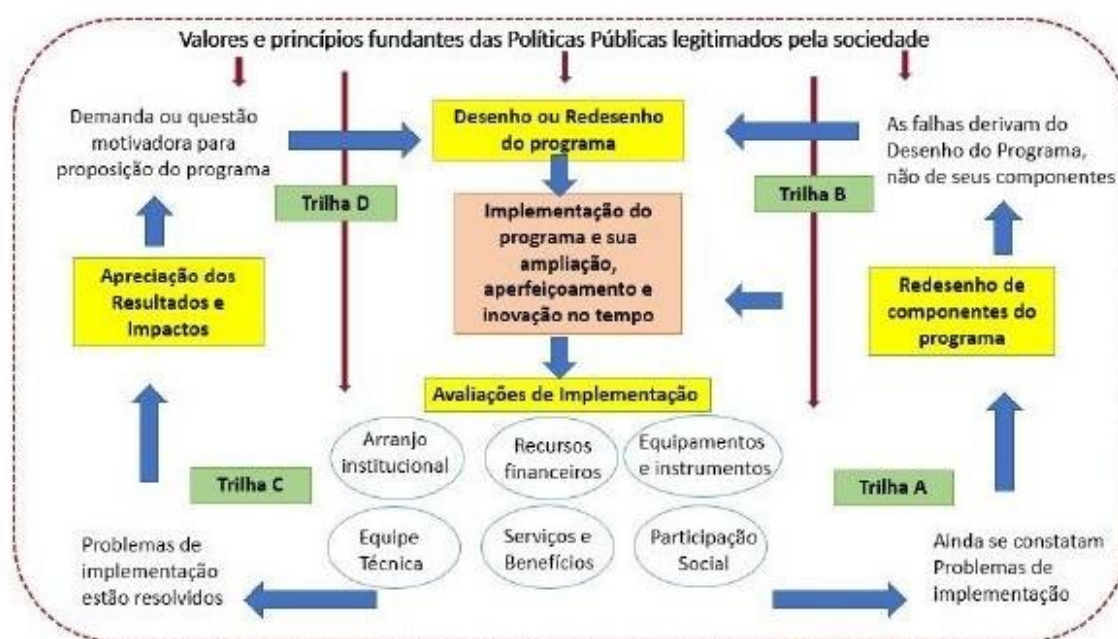 Valores e princípios fundantes das Políticas Públicas legitimados pela sociedade
Demanda ou questão
motivadora para
proposição do programa
Desenho ou Redesenho
do programa
As falhas derivam do
Desenho do Programa,
não de seus componentes
Trilha D
Trilha B
Implementação do
programa e sua
ampliação,
aperfeiçoamento e
inovação no tempo
Apreciação dos
Resultados e
Impactos
Redesenho de
componentes do
programa
Avaliações de Implementação
Arranjo
institucional
Recursos
financeiros
Equipamentos
e instrumentos
Trilha C
Trilha A
Equipe
Técnica
Serviços e
Benefícios
Participação
Social
Problemas de
implementação
estão resolvidos
Ainda se constatam
Problemas de
implementação